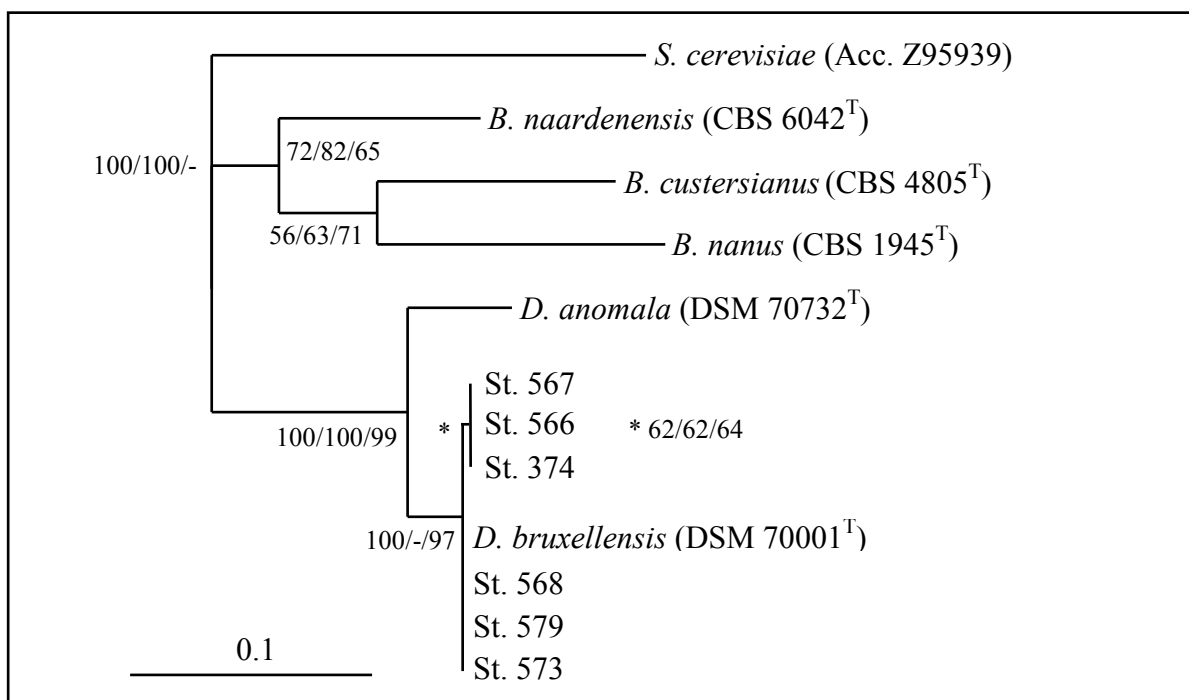 S. cerevisiae (Acc. Z95939)
B. naardenensis (CBS 6042ᵀ)
72/82/65
100/100/-
B. custersianus (CBS 4805ᵀ)
56/63/71
B. nanus (CBS 1945ᵀ)
D. anomala (DSM 70732ᵀ)
St. 567
* St. 566 * 62/62/64
100/100/99
St. 374
100/-/97 D. bruxellensis (DSM 70001ᵀ)
St. 568
St. 579
0.1
St. 573